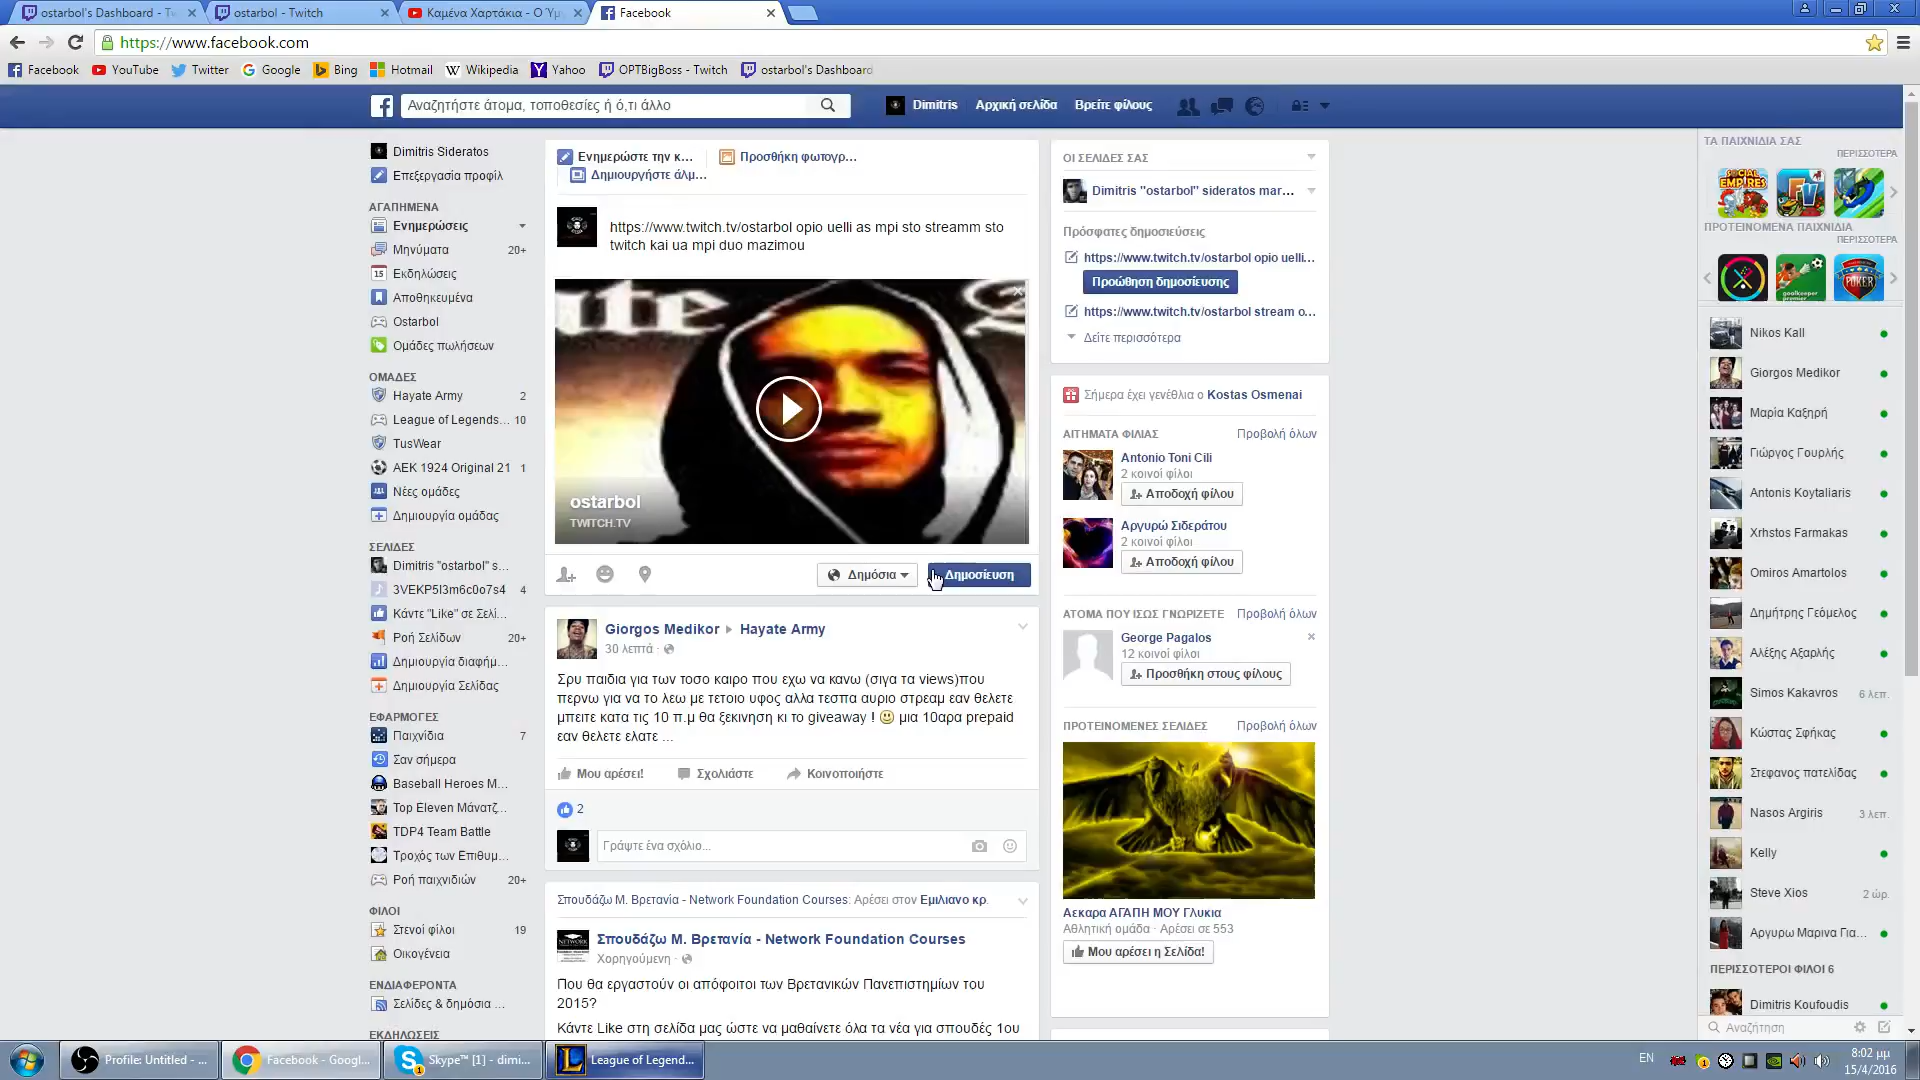 ostarbol's Dashboard - Tw
ostarbol - Twitch
Καμένα Χαρτάκια - Ο Ύμ
Facebook
https://www.facebook.com
Facebook
YouTube
Twitter
Google
Bing
Hotmail
Wikipedia
Yahoo
OPTBigBoss - Twitch
ostarbol's Dashboard
Αναζητήστε άτομα, τοποθεσίες ή ό,τι άλλο
Dimitris
Αρχική σελίδα
Βρείτε φίλους
Dimitris Sideratos
Επεξεργασία προφίλ
ΑΓΑΠΗΜΕΝΑ
Ενημερώσεις
Μηνύματα 20+
Εκδηλώσεις
Αποθηκευμένα
Ostarbol
Ομάδες πωλήσεων
ΟΜΑΔΕΣ
Hayate Army 2
League of Legends... 10
TusWear
AEK 1924 Original 21 1
Νέες ομάδες
Δημιουργία ομάδας
ΣΕΛΙΔΕΣ
Dimitris "ostarbol" s...
3VEKP5I3m6c0o7s4 4
Κάντε "Like" σε Σελί...
Ροή Σελίδων 20+
Δημιουργία διαφήμ...
Δημιουργία Σελίδας
ΕΦΑΡΜΟΓΕΣ
Παιχνίδια 7
Σαν σήμερα
Baseball Heroes M...
Top Eleven Μάνατζ...
TDP4 Team Battle
Τροχός των Επιθυμ...
Ροή παιχνιδιών 20+
ΦΙΛΟΙ
Στενοί φίλοι 19
Οικογένεια
ΕΝΔΙΑΦΕΡΟΝΤΑ
Σελίδες & δημόσια ...
ΕΚΔΗΛΩΣΕΙΣ
Ενημερώστε την κ...
Προσθήκη φωτογρ...
Δημιουργήστε άλμ...
https://www.twitch.tv/ostarbol opio uelli as mpi sto streamm sto
twitch kai ua mpi duo mazimou
ostarbol
TWITCH.TV
Δημόσια
Δημοσίευση
Giorgos Medikor
Hayate Army
30 λεπτά ·
Σρυ παιδια για των τοσο καιρο που εχω να κανω (σιγα τα views)που
περνω για να το λεω με τετοιο υφος αλλα τεσπα αυριο στρεαμ εαν θελετε
μπειτε κατα τις 10 π.μ θα ξεκινηση κι το giveaway ! μια 10αρα prepaid
εαν θελετε ελατε ...
Μου αρέσει!
Σχολιάστε
Κοινοποιήστε
2
Γράψτε ένα σχόλιο...
Σπουδάζω Μ. Βρετανία - Network Foundation Courses: Αρέσει στον Εμιλιανο κρ.
NETWORK
Σπουδάζω Μ. Βρετανία - Network Foundation Courses
Χορηγούμενη ·
Που θα εργαστούν οι απόφοιτοι των Βρετανικών Πανεπιστημίων του
2015?
Κάντε Like στη σελίδα μας ώστε να μαθαίνετε όλα τα νέα για σπουδές 1ου
ΟΙ ΣΕΛΙΔΕΣ ΣΑΣ
Dimitris "ostarbol" sideratos mar...
Πρόσφατες δημοσιεύσεις
https://www.twitch.tv/ostarbol opio uelli...
Προώθηση δημοσίευσης
https://www.twitch.tv/ostarbol stream o...
Δείτε περισσότερα
Σήμερα έχει γενέθλια ο Kostas Osmenai
ΑΙΤΗΜΑΤΑ ΦΙΛΙΑΣ
Προβολή όλων
Antonio Toni Cili
2 κοινοί φίλοι
Αποδοχή φίλου
Αργυρώ Σιδεράτου
2 κοινοί φίλοι
Αποδοχή φίλου
ΑΤΟΜΑ ΠΟΥ ΙΣΩΣ ΓΝΩΡΙΖΕΤΕ
Προβολή όλων
George Pagalos
12 κοινοί φίλοι
Προσθήκη στους φίλους
ΠΡΟΤΕΙΝΟΜΕΝΕΣ ΣΕΛΙΔΕΣ
Προβολή όλων
Αεκαρα ΑΓΑΠΗ ΜΟΥ Γλυκια
Αθλητική ομάδα · Αρέσει σε 553
Μου αρέσει η Σελίδα!
ΤΑ ΠΑΙΧΝΙΔΙΑ ΣΑΣ
ΠΕΡΙΣΣΟΤΕΡΑ
SOCIAL EMPIRES
FV
ΠΡΟΤΕΙΝΟΜΕΝΑ ΠΑΙΧΝΙΔΙΑ
ΠΕΡΙΣΣΟΤΕΡΑ
goalkeeper premier
POKER
Nikos Kall
Giorgos Medikor
Μαρία Καξηρή
Γιώργος Γουρλής
Antonis Koytaliaris
Xrhstos Farmakas
Omiros Amartolos
Δημήτρης Γεόμελος
Αλέξης Αξαρλής
Simos Kakavros 6 λεπ.
Κώστας Σφήκας
Στεφανος πατελίδας
Nasos Argiris 3 λεπ.
Kelly
Steve Xios 2 ώρ.
Αργυρω Μαρινα Για...
ΠΕΡΙΣΣΟΤΕΡΟΙ ΦΙΛΟΙ 6
Dimitris Koufoudis
Αναζήτηση
Profile: Untitled - ...
Facebook - Googl...
Skype™ [1] - dimi...
League of Legend...
EN
8:02 μμ
15/4/2016